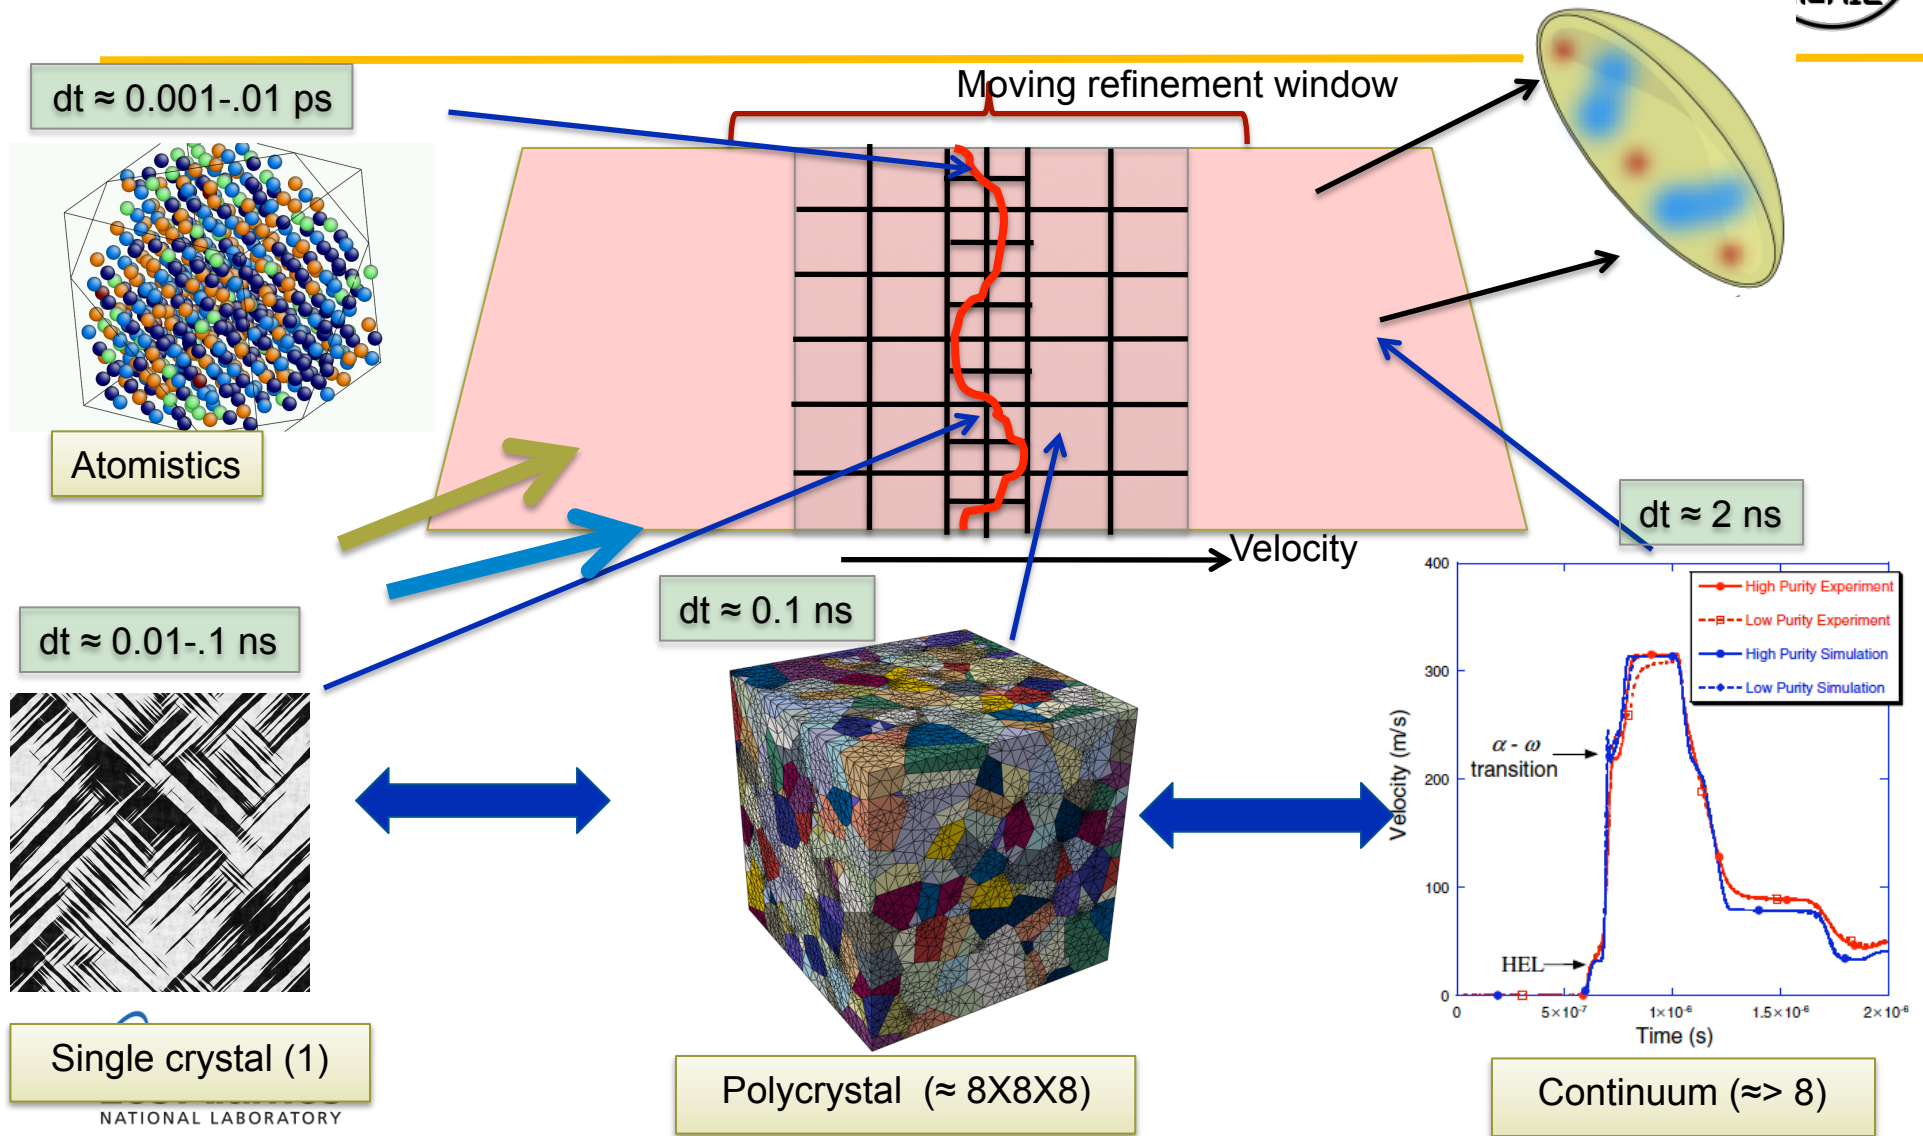 dt ≈ 0.001-.01 ps
Moving refinement window
Atomistics
dt ≈ 2 ns
Velocity
dt ≈ 0.1 ns
dt ≈ 0.01-.1 ns
400
300
200
100
0
Velocity (m/s)
High Purity Experiment
Low Purity Experiment
High Purity Simulation
Low Purity Simulation
α - ω
transition
HEL
0
5×10⁻⁷
1×10⁻⁶
1.5×10⁻⁶
2×10⁻⁶
Time (s)
Single crystal (1)
Polycrystal (≈ 8X8X8)
Continuum (≈> 8)
NATIONAL LABORATORY